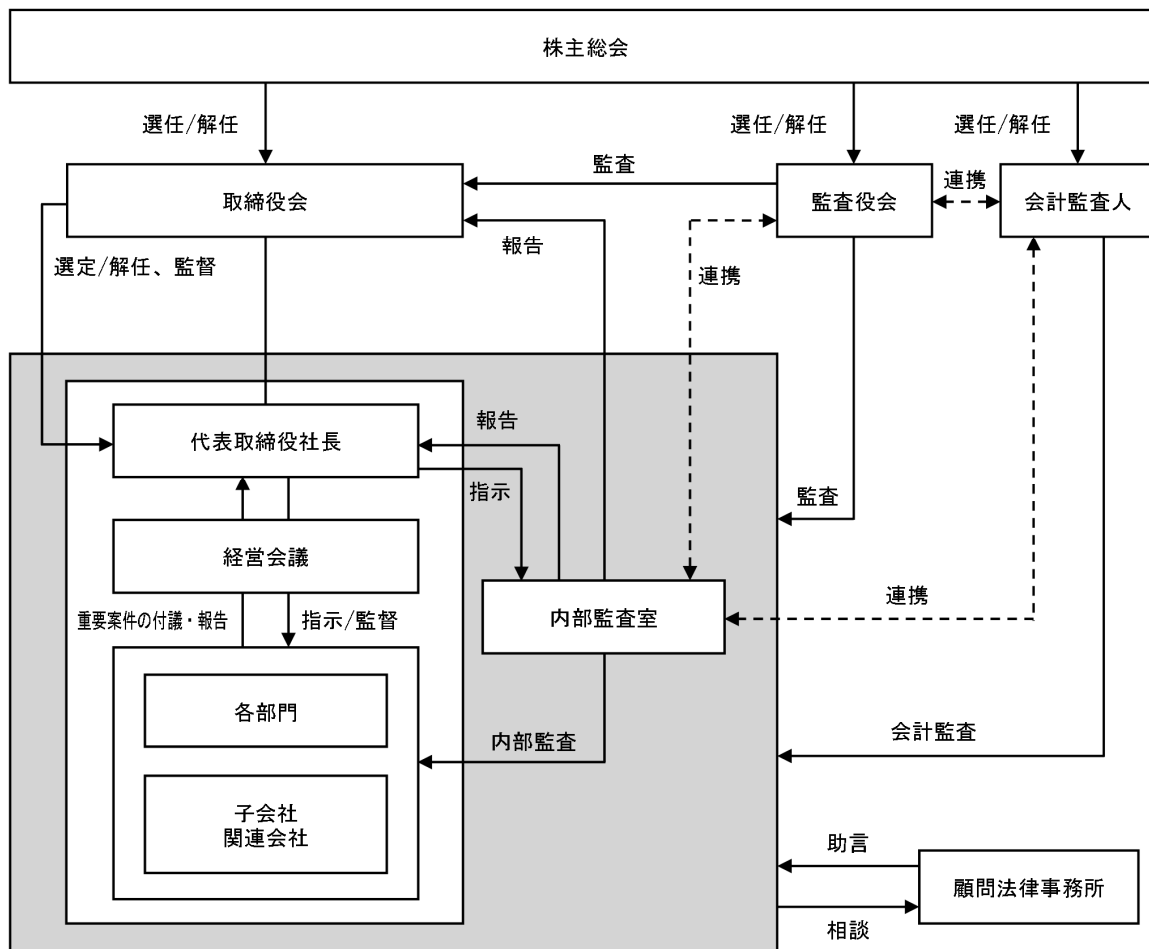 株主総会
選任/解任
選任/解任
選任/解任
取締役会
監査
監査役会
連携
会計監査人
報告
選定/解任、監督
連携
代表取締役社長
報告
指示
監査
経営会議
重要案件の付議・報告
指示/監督
内部監査室
連携
各部門
内部監査
会計監査
子会社
関連会社
助言
顧問法律事務所
相談